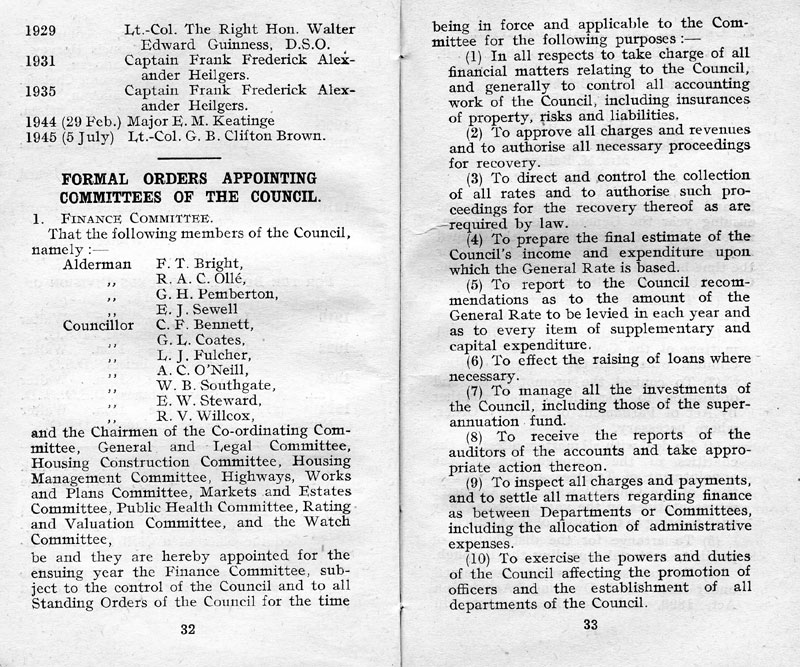 1929 Lt.-Col. The Right Hon. Walter
Edward Guinness, D.S.O.
1931 Captain Frank Frederick Alex-
ander Heilgers.
1935 Captain Frank Frederick Alex-
ander Heilgers.
1944 (29 Feb.) Major E. M. Keatinge
1945 (5 July) Lt.-Col. G. B. Clifton Brown.
FORMAL ORDERS APPOINTING
COMMITTEES OF THE COUNCIL.
1. FINANCE COMMITTEE.
That the following members of the Council,
namely :—
Alderman F. T. Bright,
,, R. A. C. Ollé,
,, G. H. Pemberton,
,, E. J. Sewell
Councillor C. F. Bennett,
,, G. L. Coates,
,, L. J. Fulcher,
,, A. C. O'Neill,
,, W. B. Southgate,
,, E. W. Steward,
,, R. V. Willcox,
and the Chairmen of the Co-ordinating Com-
mittee, General and Legal Committee,
Housing Construction Committee, Housing
Management Committee, Highways, Works
and Plans Committee, Markets and Estates
Committee, Public Health Committee, Rating
and Valuation Committee, and the Watch
Committee,
be and they are hereby appointed for the
ensuing year the Finance Committee, sub-
ject to the control of the Council and to all
Standing Orders of the Council for the time
32
being in force and applicable to the Com-
mittee for the following purposes :—
(1) In all respects to take charge of all
financial matters relating to the Council,
and generally to control all accounting
work of the Council, including insurances
of property, risks and liabilities.
(2) To approve all charges and revenues
and to authorise all necessary proceedings
for recovery.
(3) To direct and control the collection
of all rates and to authorise such pro-
ceedings for the recovery thereof as are
required by law.
(4) To prepare the final estimate of the
Council's income and expenditure upon
which the General Rate is based.
(5) To report to the Council recom-
mendations as to the amount of the
General Rate to be levied in each year and
as to every item of supplementary and
capital expenditure.
(6) To effect the raising of loans where
necessary.
(7) To manage all the investments of
the Council, including those of the super-
annuation fund.
(8) To receive the reports of the
auditors of the accounts and take appro-
priate action thereon.
(9) To inspect all charges and payments,
and to settle all matters regarding finance
as between Departments or Committees,
including the allocation of administrative
expenses.
(10) To exercise the powers and duties
of the Council affecting the promotion of
officers and the establishment of all
departments of the Council.
33